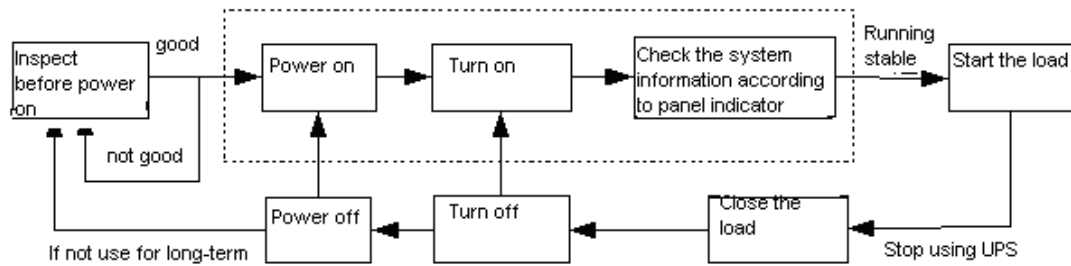 Inspect
before power
on
good
not good
Power on
Turn on
Check the system
information according
to panel indicator
Running
stable
Start the load
Power off
Turn off
Close the
load
If not use for long-term
Stop using UPS